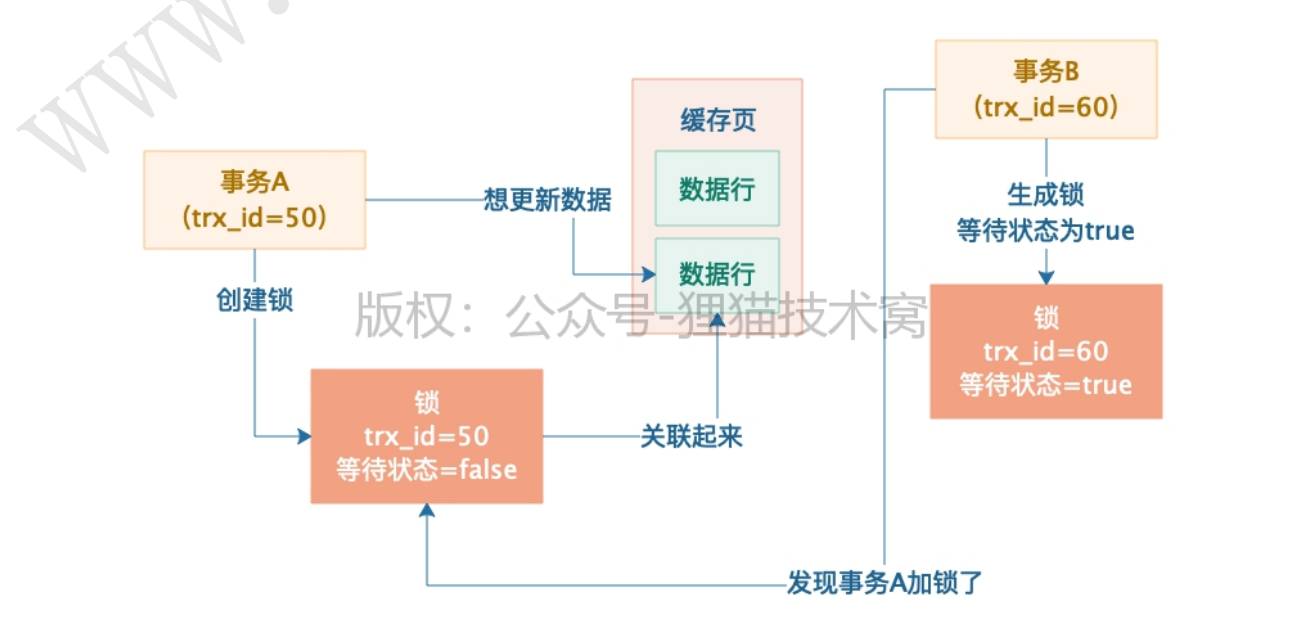 www.
事务A
(trx_id=50)
想更新数据
创建锁
缓存页
数据行
数据行
事务B
(trx_id=60)
生成锁
等待状态为true
锁
trx_id=60
等待状态=true
版权：公众号-狸猫技术窝
锁
trx_id=50
等待状态=false
关联起来
发现事务A加锁了